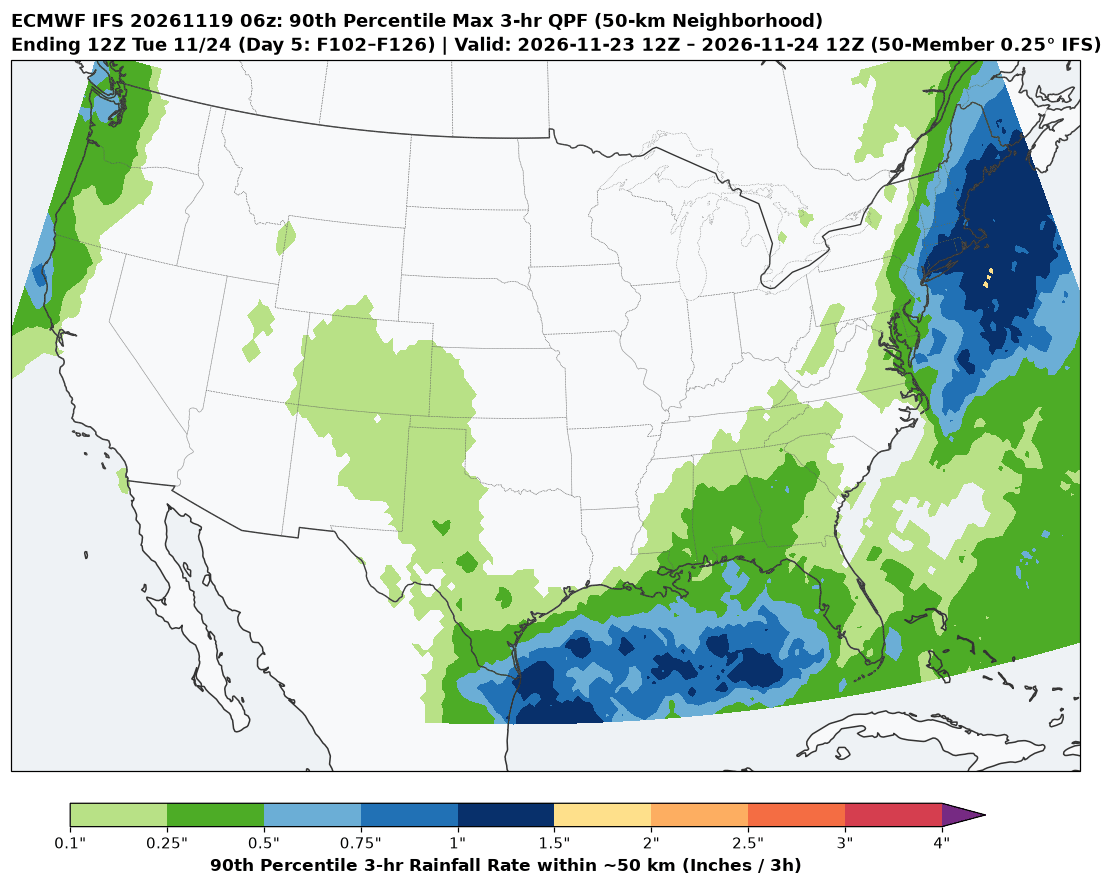 ECMWF IFS 20261119 06z: 90th Percentile Max 3-hr QPF (50-km Neighborhood)
Ending 12Z Tue 11/24 (Day 5: F102–F126) | Valid: 2026-11-23 12Z – 2026-11-24 12Z (50-Member 0.25° IFS)
0.1" 0.25" 0.5" 0.75" 1" 1.5" 2" 2.5" 3" 4"
90th Percentile 3-hr Rainfall Rate within ~50 km (Inches / 3h)